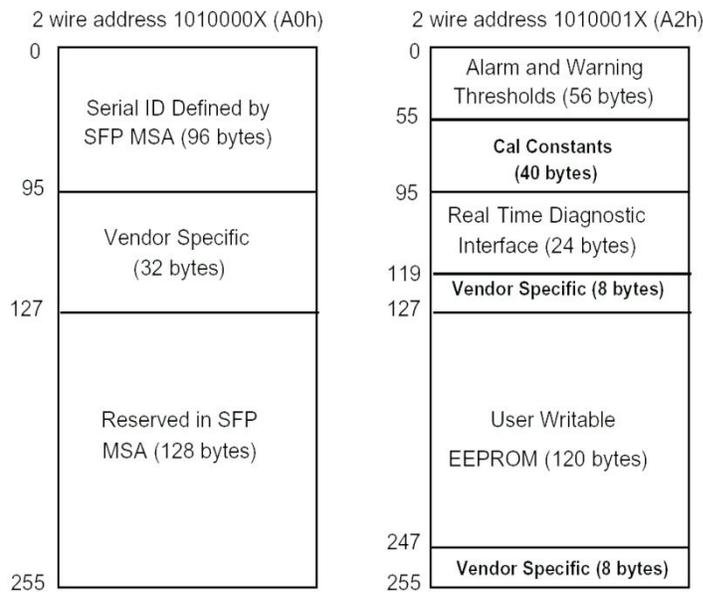 2 wire address 1010000X (A0h)
0
Serial ID Defined by
SFP MSA (96 bytes)
95
Vendor Specific
(32 bytes)
127
Reserved in SFP
MSA (128 bytes)
255
2 wire address 1010001X (A2h)
0
Alarm and Warning
Thresholds (56 bytes)
55
Cal Constants
(40 bytes)
95
Real Time Diagnostic
Interface (24 bytes)
119
Vendor Specific (8 bytes)
127
User Writable
EEPROM (120 bytes)
247
Vendor Specific (8 bytes)
255